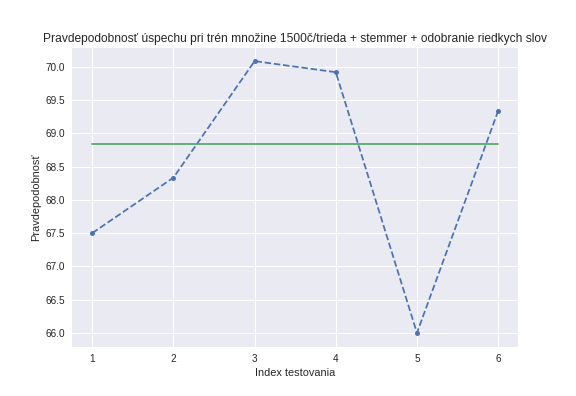 Pravdepodobnosť úspechu pri trén množine 1500č/trieda + stemmer + odobranie riedkych slov
70.0
69.5
69.0
68.5
68.0
67.5
67.0
66.5
66.0
Pravdepodobnosť
1 2 3 4 5 6
Index testovania